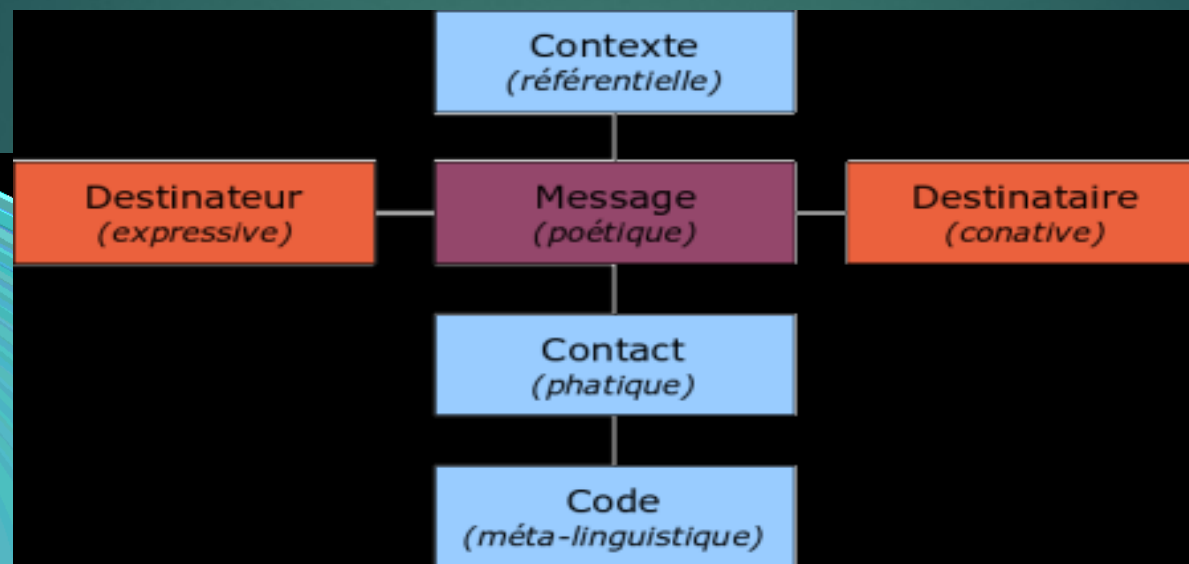 Contexte
(référentielle)
Destinateur
(expressive)
Message
(poétique)
Destinataire
(conative)
Contact
(phatique)
Code
(méta-linguistique)